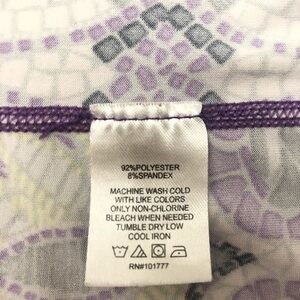 92%POLYESTER
8%SPANDEX
MACHINE WASH COLD
WITH LIKE COLORS
ONLY NON-CHLORINE
BLEACH WHEN NEEDED
TUMBLE DRY LOW
COOL IRON
RN#101777